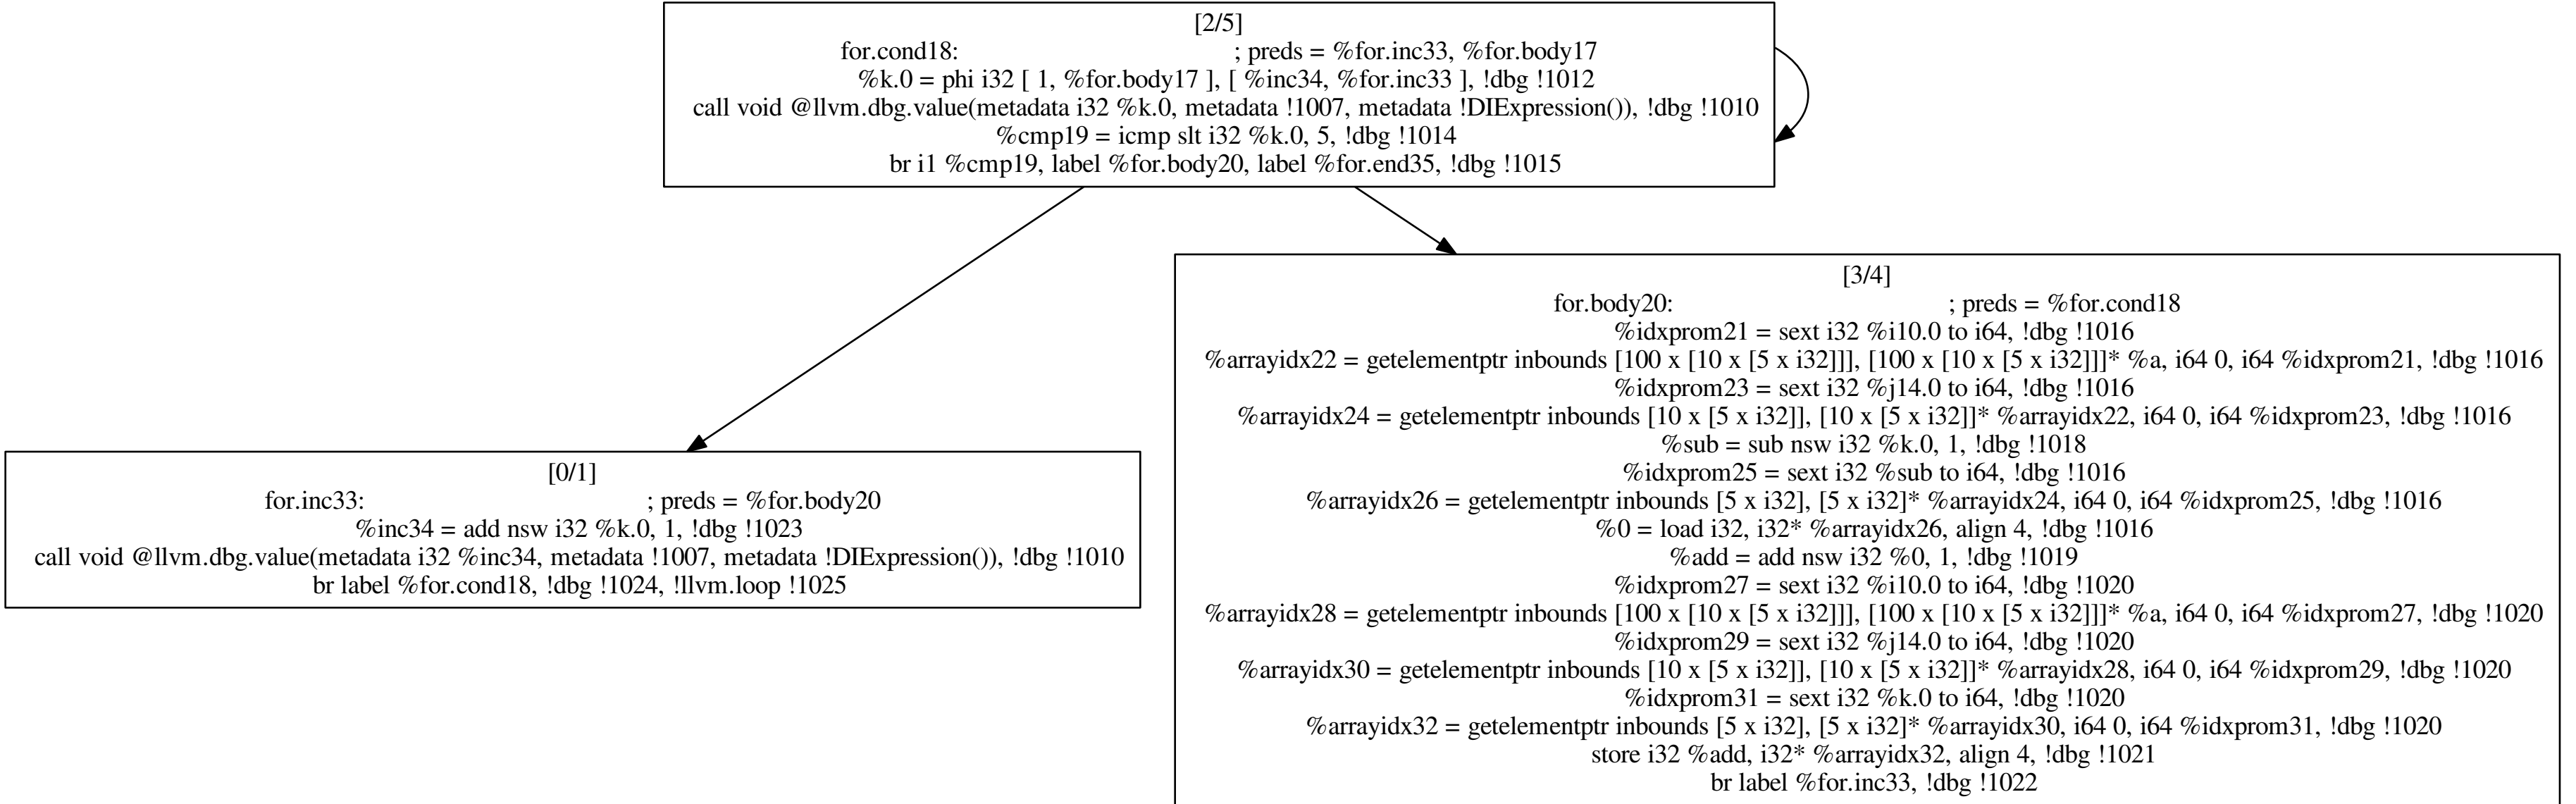 [2/5]
for.cond18: ; preds = %for.inc33, %for.body17
%k.0 = phi i32 [ 1, %for.body17 ], [ %inc34, %for.inc33 ], !dbg !1012
call void @llvm.dbg.value(metadata i32 %k.0, metadata !1007, metadata !DIExpression()), !dbg !1010
%cmp19 = icmp slt i32 %k.0, 5, !dbg !1014
br i1 %cmp19, label %for.body20, label %for.end35, !dbg !1015
[0/1]
for.inc33: ; preds = %for.body20
%inc34 = add nsw i32 %k.0, 1, !dbg !1023
call void @llvm.dbg.value(metadata i32 %inc34, metadata !1007, metadata !DIExpression()), !dbg !1010
br label %for.cond18, !dbg !1024, !llvm.loop !1025
[3/4]
for.body20: ; preds = %for.cond18
%idxprom21 = sext i32 %i10.0 to i64, !dbg !1016
%arrayidx22 = getelementptr inbounds [100 x [10 x [5 x i32]]], [100 x [10 x [5 x i32]]]* %a, i64 0, i64 %idxprom21, !dbg !1016
%idxprom23 = sext i32 %j14.0 to i64, !dbg !1016
%arrayidx24 = getelementptr inbounds [10 x [5 x i32]], [10 x [5 x i32]]* %arrayidx22, i64 0, i64 %idxprom23, !dbg !1016
%sub = sub nsw i32 %k.0, 1, !dbg !1018
%idxprom25 = sext i32 %sub to i64, !dbg !1016
%arrayidx26 = getelementptr inbounds [5 x i32], [5 x i32]* %arrayidx24, i64 0, i64 %idxprom25, !dbg !1016
%0 = load i32, i32* %arrayidx26, align 4, !dbg !1016
%add = add nsw i32 %0, 1, !dbg !1019
%idxprom27 = sext i32 %i10.0 to i64, !dbg !1020
%arrayidx28 = getelementptr inbounds [100 x [10 x [5 x i32]]], [100 x [10 x [5 x i32]]]* %a, i64 0, i64 %idxprom27, !dbg !1020
%idxprom29 = sext i32 %j14.0 to i64, !dbg !1020
%arrayidx30 = getelementptr inbounds [10 x [5 x i32]], [10 x [5 x i32]]* %arrayidx28, i64 0, i64 %idxprom29, !dbg !1020
%idxprom31 = sext i32 %k.0 to i64, !dbg !1020
%arrayidx32 = getelementptr inbounds [5 x i32], [5 x i32]* %arrayidx30, i64 0, i64 %idxprom31, !dbg !1020
store i32 %add, i32* %arrayidx32, align 4, !dbg !1021
br label %for.inc33, !dbg !1022